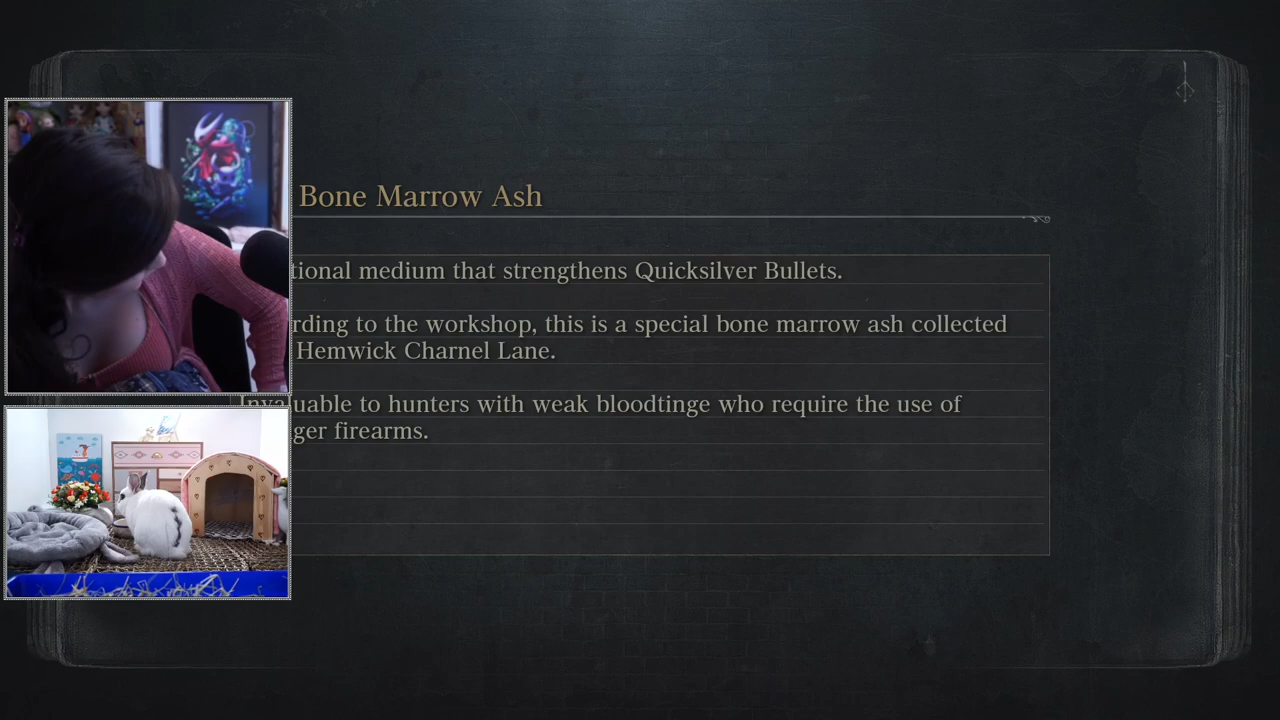 Bone Marrow Ash
tional medium that strengthens Quicksilver Bullets.
rding to the workshop, this is a special bone marrow ash collected
Hemwick Charnel Lane.
Invaluable to hunters with weak bloodtinge who require the use of
ger firearms.